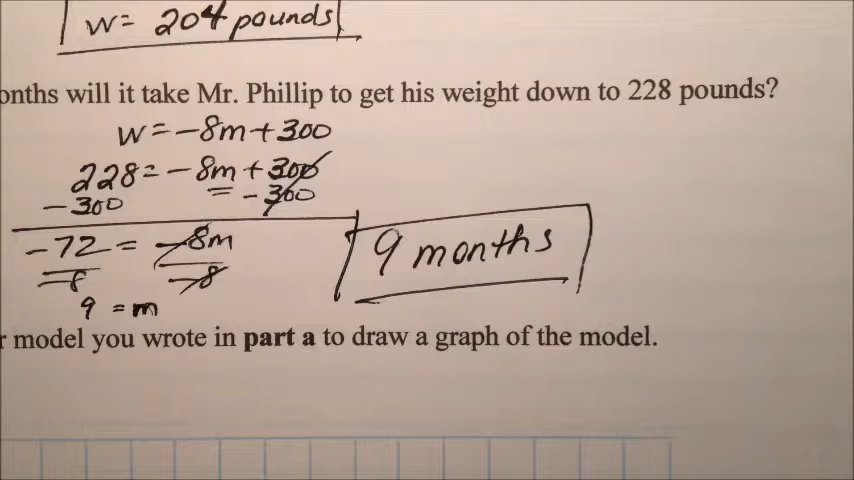 W = 204 pounds
onths will it take Mr. Phillip to get his weight down to 228 pounds?
W = -8m + 300
228 = -8m + 300
-300 - 300
-72 = -8m
-8 -8
9 months
9 = m
r model you wrote in part a to draw a graph of the model.